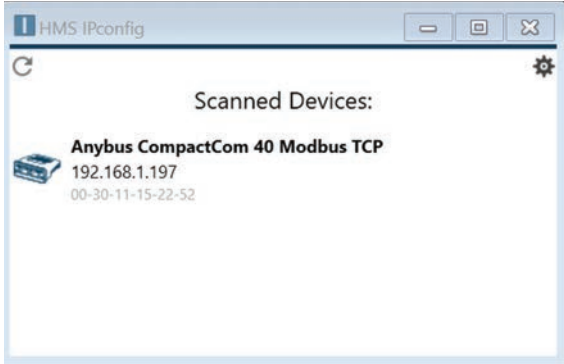 HMS IPconfig
Scanned Devices:
Anybus CompactCom 40 Modbus TCP
192.168.1.197
00-30-11-15-22-52